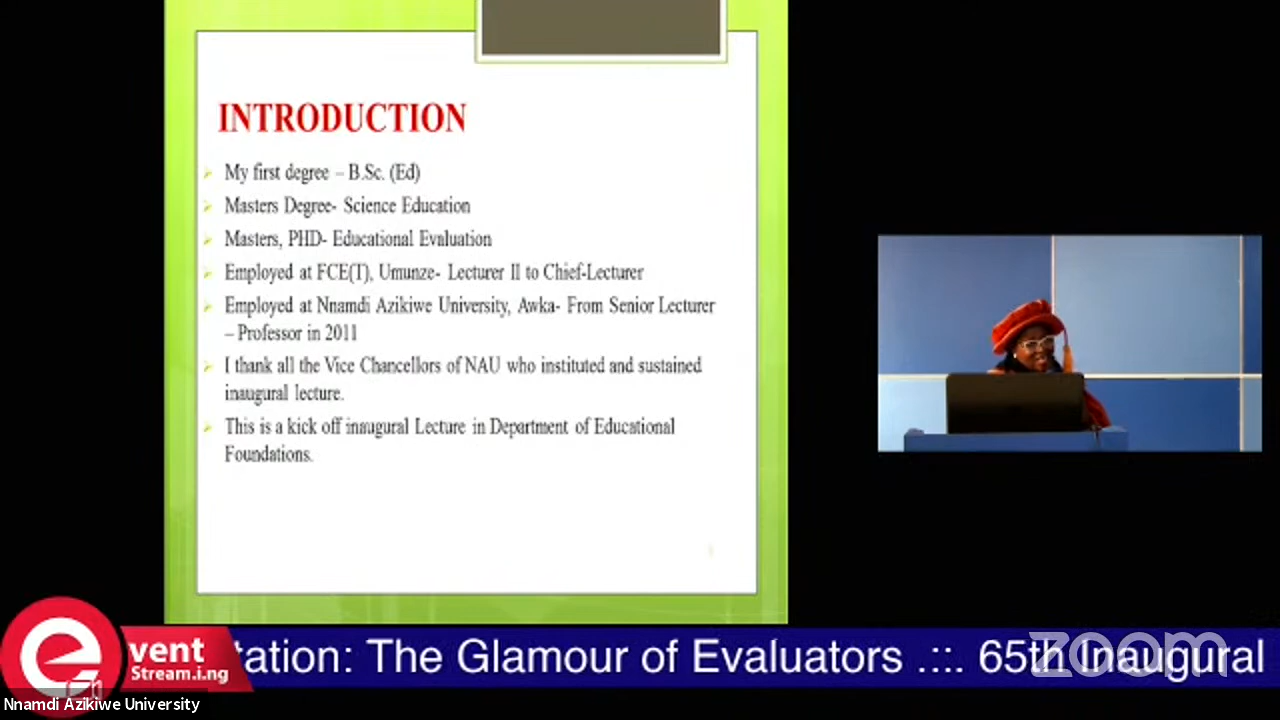 INTRODUCTION
My first degree – B.Sc. (Ed)
Masters Degree- Science Education
Masters, PHD- Educational Evaluation
Employed at FCE(T), Umunze- Lecturer II to Chief-Lecturer
Employed at Nnamdi Azikiwe University, Awka- From Senior Lecturer
– Professor in 2011
I thank all the Vice Chancellors of NAU who instituted and sustained
inaugural lecture.
This is a kick off inaugural Lecture in Department of Educational
Foundations.
event
Stream.i.ng
tation: The Glamour of Evaluators .::. 65th Inaugural
zoom
Nnamdi Azikiwe University